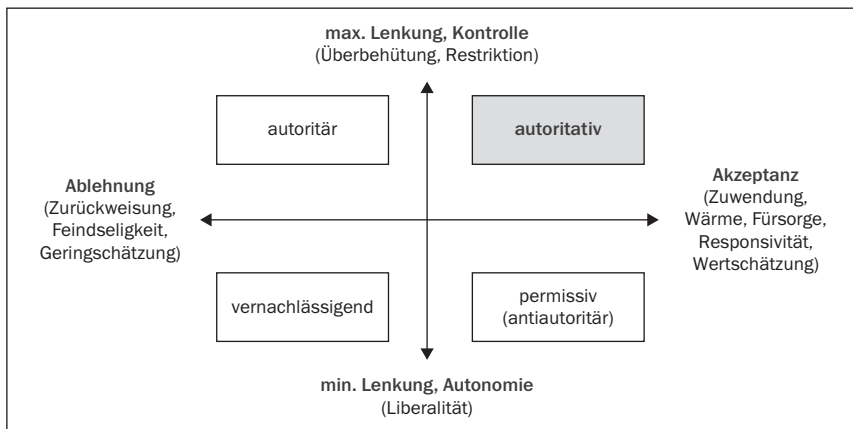 max. Lenkung, Kontrolle
(Überbehütung, Restriktion)
autoritär
autoritativ
Ablehnung
(Zurückweisung,
Feindseligkeit,
Geringschätzung)
Akzeptanz
(Zuwendung,
Wärme, Fürsorge,
Responsivität,
Wertschätzung)
vernachlässigend
permissiv
(antiautoritär)
min. Lenkung, Autonomie
(Liberalität)